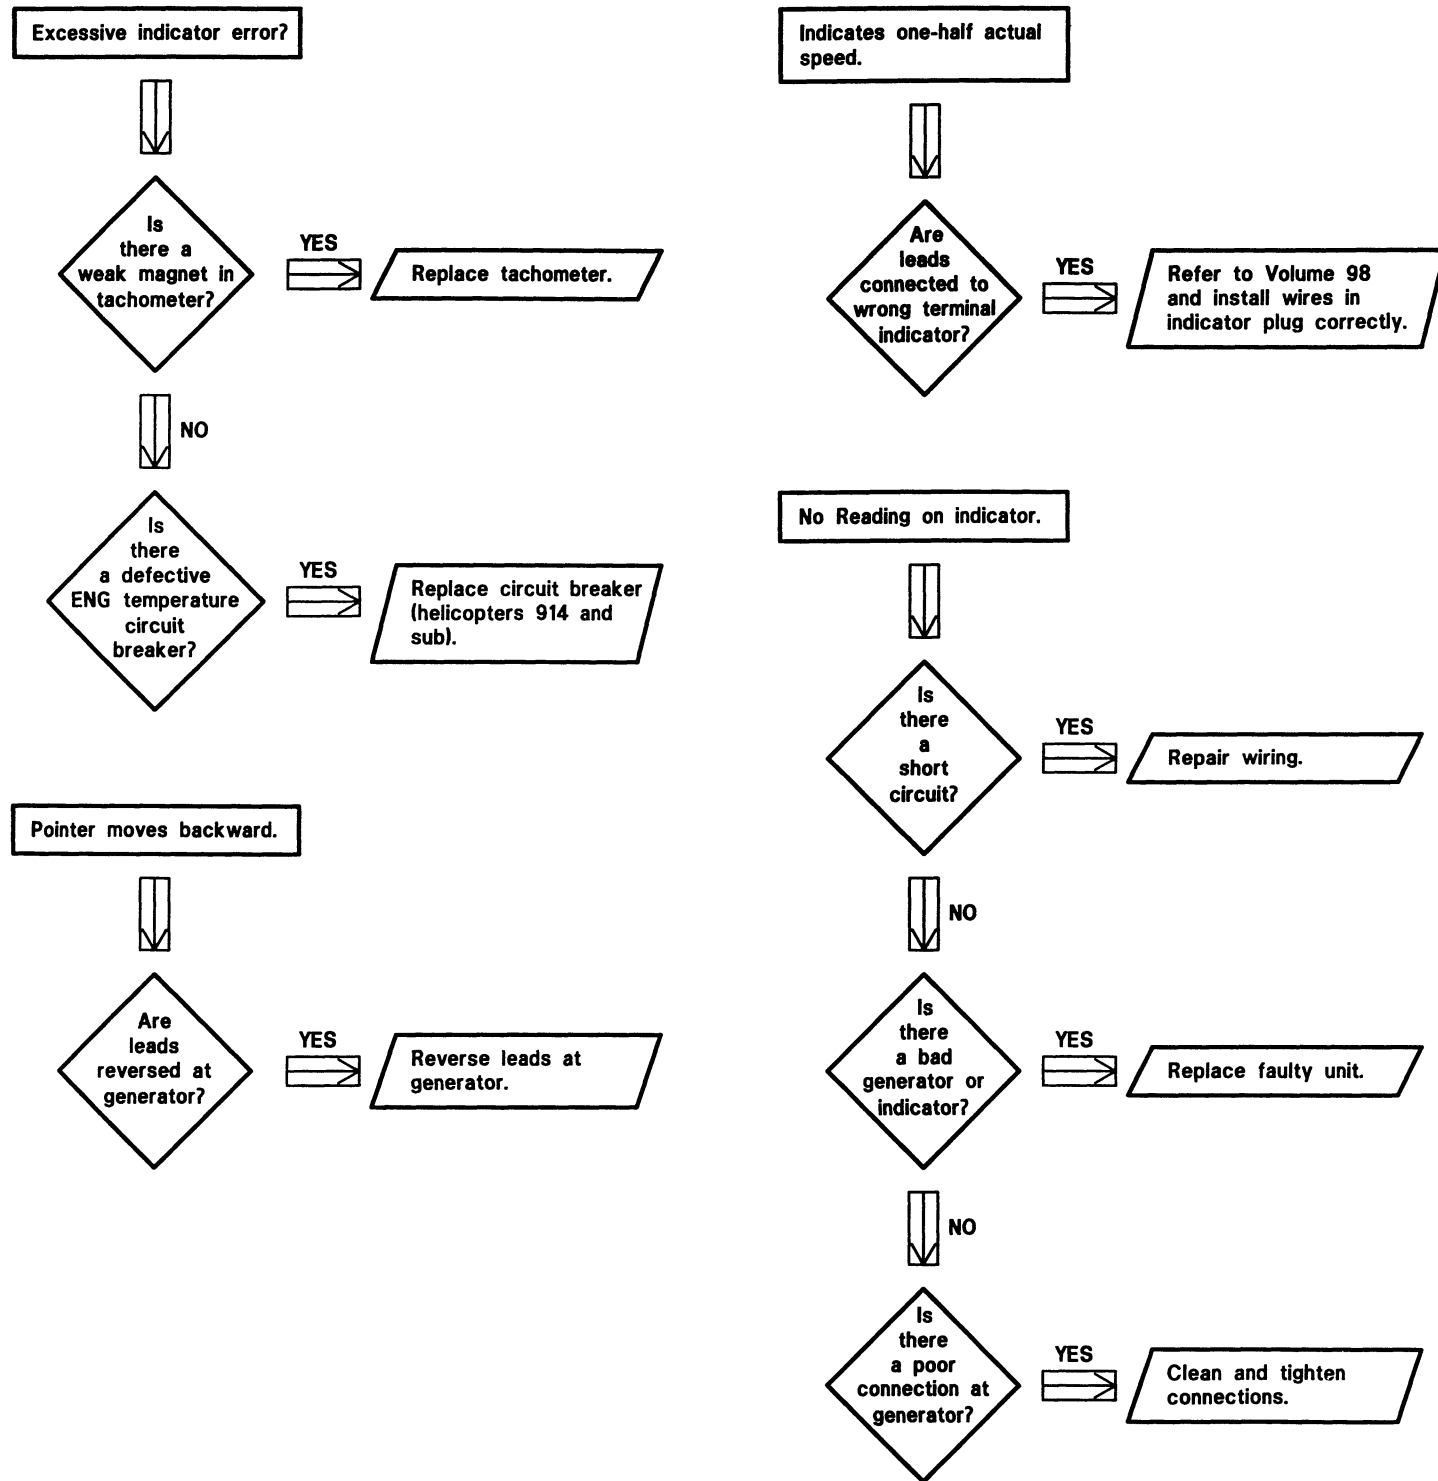 Excessive indicator error?
Is
there a
weak magnet in
tachometer?
YES
Replace tachometer.
NO
Is
there
a defective
ENG temperature
circuit
breaker?
YES
Replace circuit breaker
(helicopters 914 and
sub).
Pointer moves backward.
Are
leads
reversed at
generator?
YES
Reverse leads at
generator.
Indicates one-half actual
speed.
Are
leads
connected to
wrong terminal
indicator?
YES
Refer to Volume 98
and install wires in
indicator plug correctly.
No Reading on indicator.
Is
there
a
short
circuit?
YES
Repair wiring.
NO
Is
there
a bad
generator or
indicator?
YES
Replace faulty unit.
NO
Is
there
a poor
connection at
generator?
YES
Clean and tighten
connections.